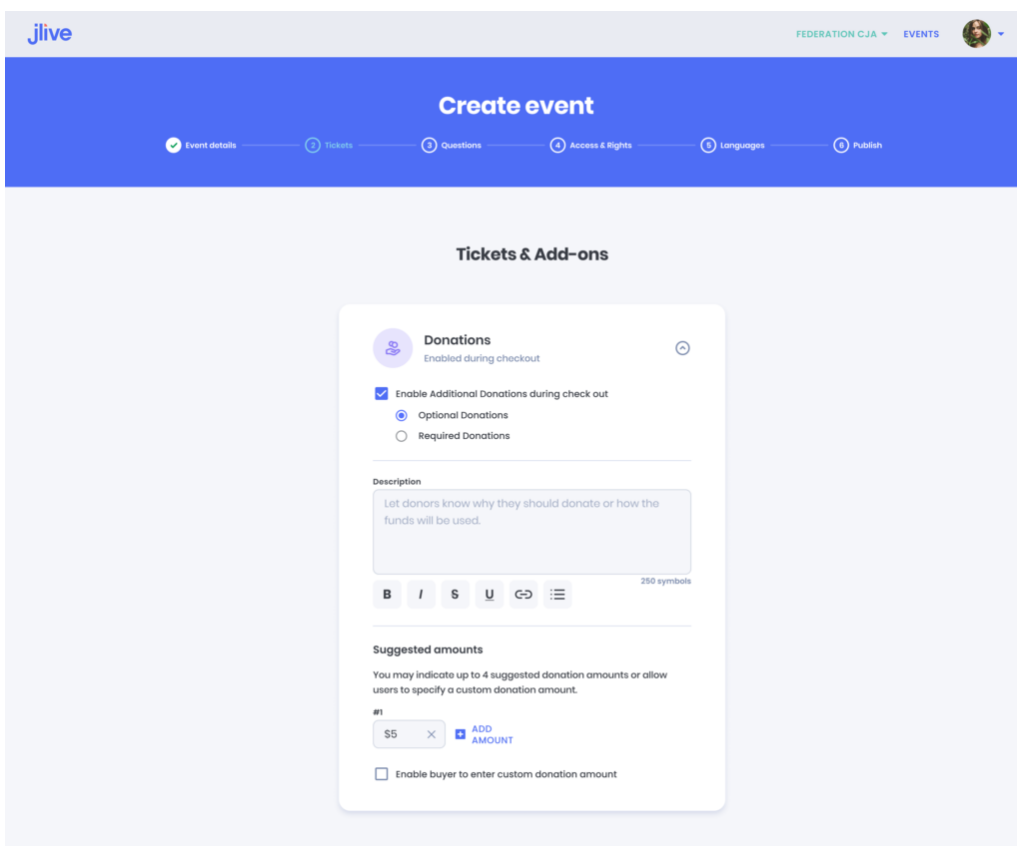 jlive
FEDERATION CJA
EVENTS
Create event
Event details
2 Tickets
3 Questions
4 Access & Rights
5 Languages
6 Publish
Tickets & Add-ons
Donations
Enabled during checkout
Enable Additional Donations during check out
Optional Donations
Required Donations
Description
Let donors know why they should donate or how the
funds will be used.
250 symbols
B I S U
Suggested amounts
You may indicate up to 4 suggested donation amounts or allow
users to specify a custom donation amount.
#1
$5
ADD
AMOUNT
Enable buyer to enter custom donation amount